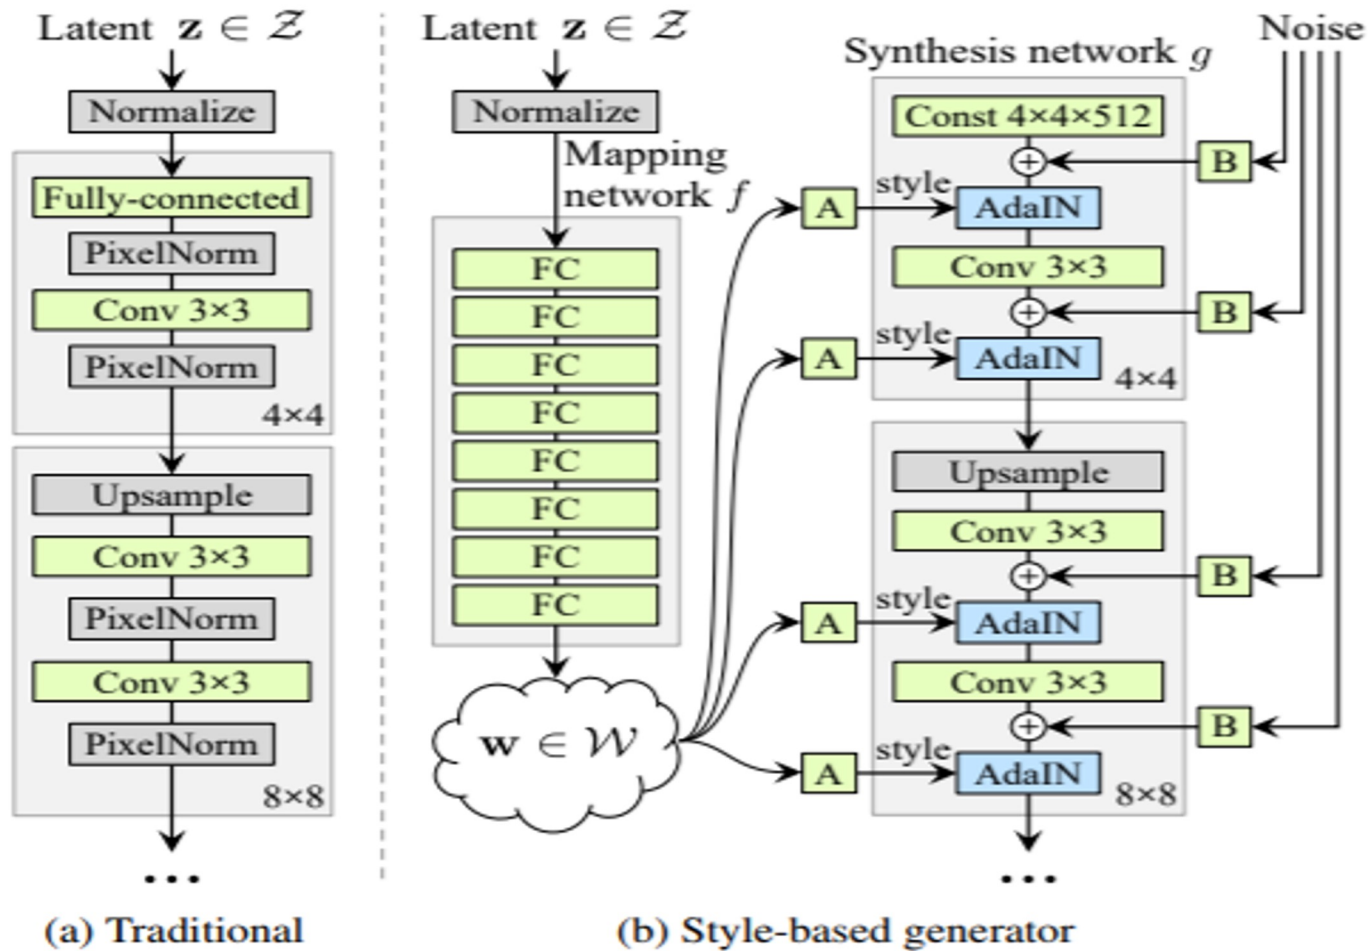 Latent z ∈ Z
Normalize
Fully-connected
PixelNorm
Conv 3×3
PixelNorm
4×4
Upsample
Conv 3×3
PixelNorm
Conv 3×3
PixelNorm
8×8
...
(a) Traditional
Latent z ∈ Z
Normalize
Mapping
network f
FC
FC
FC
FC
FC
FC
FC
FC
w ∈ W
A
style
A
style
A
style
A
style
Synthesis network g
Const 4×4×512
+
AdaIN
Conv 3×3
+
AdaIN
4×4
Upsample
Conv 3×3
+
AdaIN
Conv 3×3
+
AdaIN
8×8
...
Noise
B
B
B
B
(b) Style-based generator